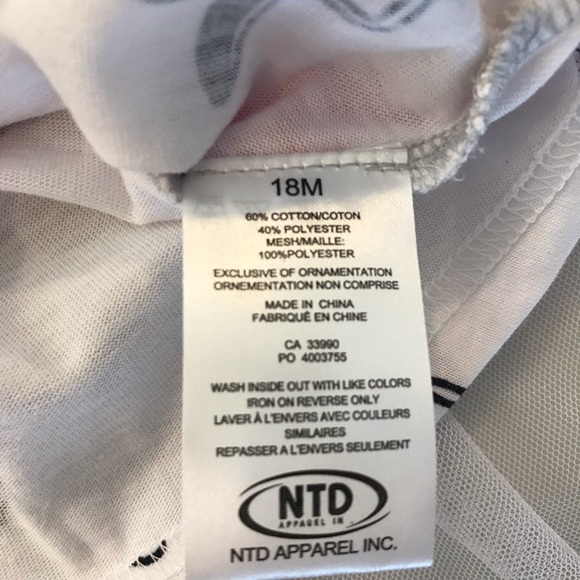 18M
60% COTTON/COTON
40% POLYESTER
MESH/MAILLE:
100%POLYESTER
EXCLUSIVE OF ORNAMENTATION
ORNEMENTATION NON COMPRISE
MADE IN CHINA
FABRIQUÉ EN CHINE
CA 33990
PO 4003755
WASH INSIDE OUT WITH LIKE COLORS
IRON ON REVERSE ONLY
LAVER À L'ENVERS AVEC COULEURS
SIMILAIRES
REPASSER A L'ENVERS SEULEMENT
NTD
APPAREL IN .
NTD APPAREL INC.